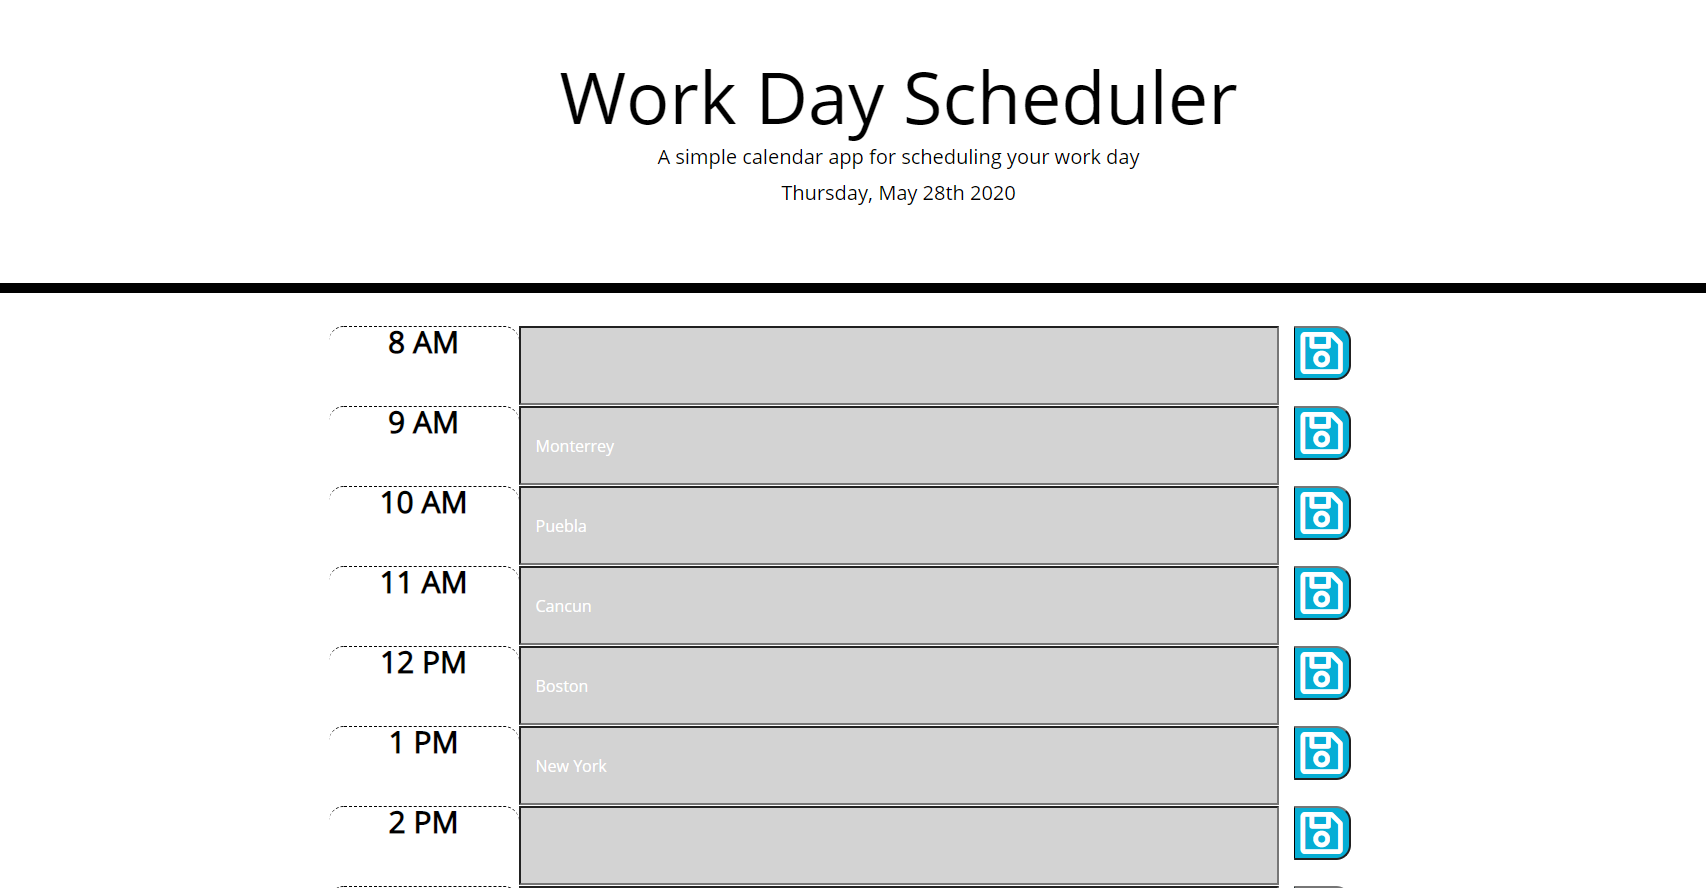 Work Day Scheduler
A simple calendar app for scheduling your work day
Thursday, May 28th 2020
8 AM
9 AM
Monterrey
10 AM
Puebla
11 AM
Cancun
12 PM
Boston
1 PM
New York
2 PM